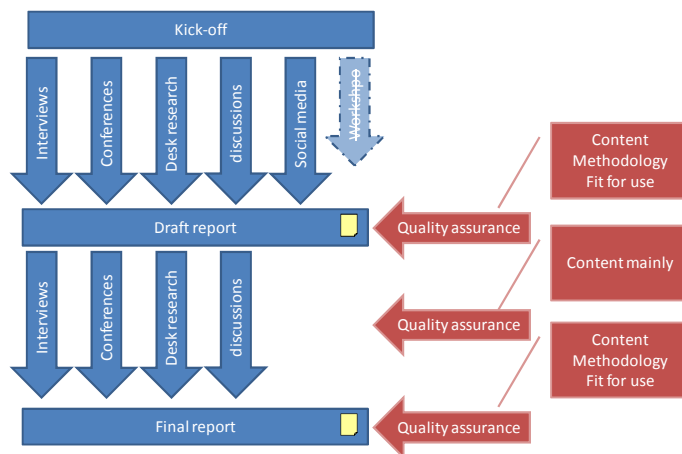 Kick-off
Interviews
Conferences
Desk research
discussions
Social media
Workshpo
Content
Methodology
Fit for use
Draft report
Quality assurance
Content mainly
Interviews
Conferences
Desk research
discussions
Quality assurance
Content
Methodology
Fit for use
Final report
Quality assurance